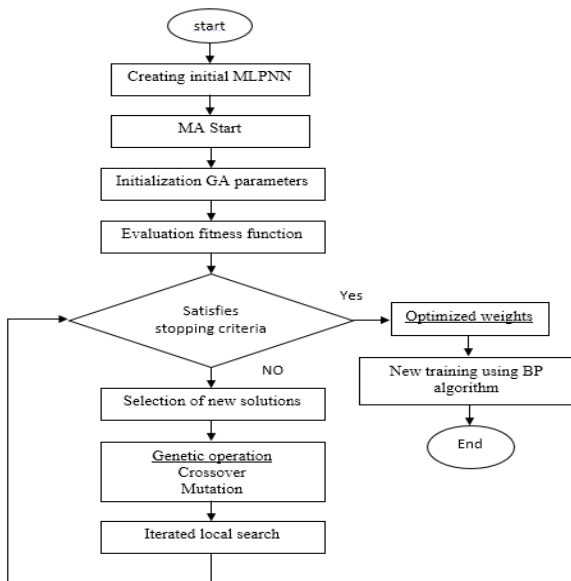 start
Creating initial MLPNN
MA Start
Initialization GA parameters
Evaluation fitness function
Satisfies
stopping criteria
Yes
Optimized weights
New training using BP
algorithm
End
NO
Selection of new solutions
Genetic operation
Crossover
Mutation
Iterated local search